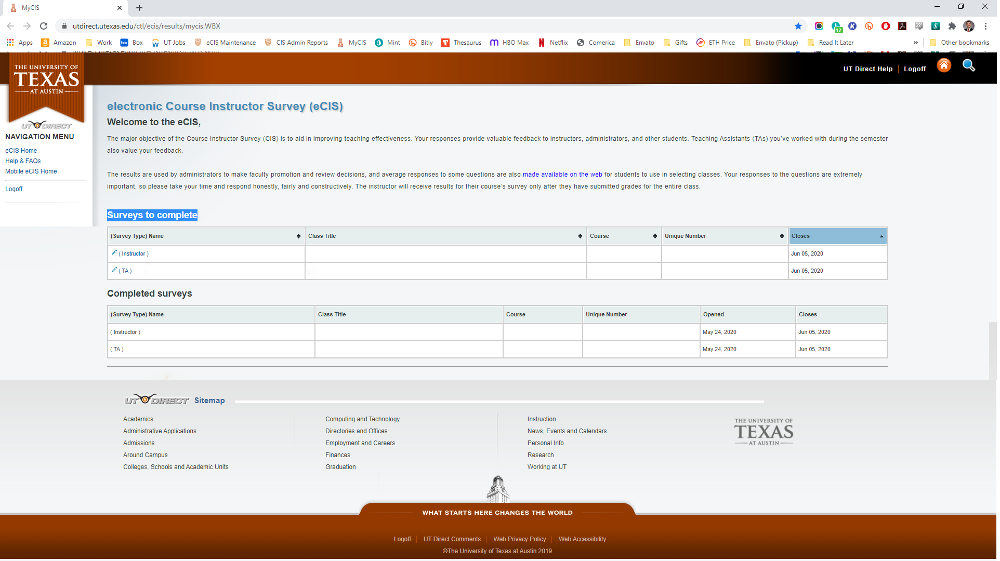 MyCIS
utdirect.utexas.edu/ctl/ecis/results/mycis.WBX
17
Apps Amazon Work Box UT Jobs eCIS Maintenance CIS Admin Reports MyCIS Mint Bitly Thesaurus HBO Max Netflix Comerica Envato Gifts ETH Price Envato (Pickup) Read It Later » Other bookmarks
THE UNIVERSITY OF
TEXAS
AT AUSTIN
UT Direct Help Logoff
UT DIRECT
NAVIGATION MENU
eCIS Home
Help & FAQs
Mobile eCIS Home
Logoff
electronic Course Instructor Survey (eCIS)
Welcome to the eCIS,
The major objective of the Course Instructor Survey (CIS) is to aid in improving teaching effectiveness. Your responses provide valuable feedback to instructors, administrators, and other students. Teaching Assistants (TAs) you've worked with during the semester
also value your feedback.
The results are used by administrators to make faculty promotion and review decisions, and average responses to some questions are also made available on the web for students to use in selecting classes. Your responses to the questions are extremely
important, so please take your time and respond honestly, fairly and constructively. The instructor will receive results for their course's survey only after they have submitted grades for the entire class.
Surveys to complete
(Survey Type) Name Class Title Course Unique Number Closes
( Instructor ) Jun 05, 2020
( TA ) Jun 05, 2020
Completed surveys
(Survey Type) Name Class Title Course Unique Number Opened Closes
( Instructor ) May 24, 2020 Jun 05, 2020
( TA ) May 24, 2020 Jun 05, 2020
UT DIRECT Sitemap
Academics
Administrative Applications
Admissions
Around Campus
Colleges, Schools and Academic Units
Computing and Technology
Directories and Offices
Employment and Careers
Finances
Graduation
Instruction
News, Events and Calendars
Personal Info
Research
Working at UT
THE UNIVERSITY OF
TEXAS
AT AUSTIN
WHAT STARTS HERE CHANGES THE WORLD
Logoff UT Direct Comments Web Privacy Policy Web Accessibility
©The University of Texas at Austin 2019